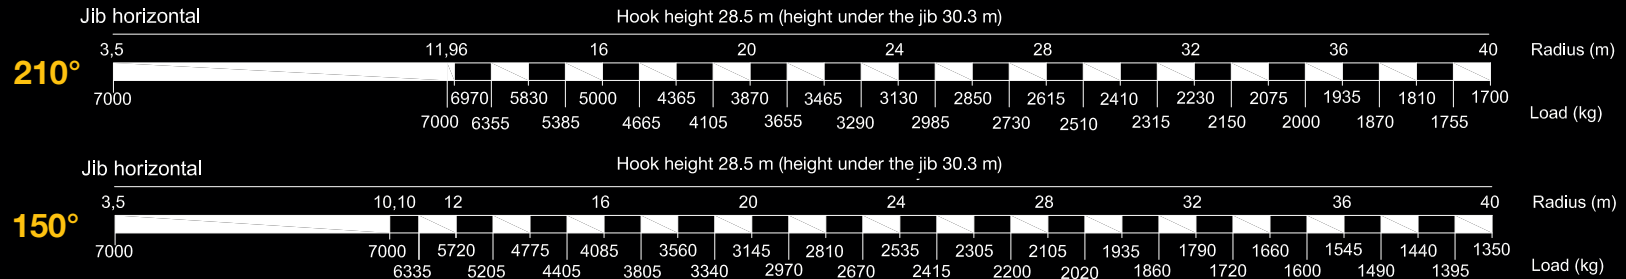 Jib horizontal Hook height 28.5 m (height under the jib 30.3 m)
3,5 11,96 16 20 24 28 32 36 40 Radius (m)
210°
7000 6970 5830 5000 4365 3870 3465 3130 2850 2615 2410 2230 2075 1935 1810 1700
7000 6355 5385 4665 4105 3655 3290 2985 2730 2510 2315 2150 2000 1870 1755 Load (kg)
Jib horizontal Hook height 28.5 m (height under the jib 30.3 m)
3,5 10,10 12 16 20 24 28 32 36 40 Radius (m)
150°
7000 7000 5720 4775 4085 3560 3145 2810 2535 2305 2105 1935 1790 1660 1545 1440 1350
6335 5205 4405 3805 3340 2970 2670 2415 2200 2020 1860 1720 1600 1490 1395 Load (kg)